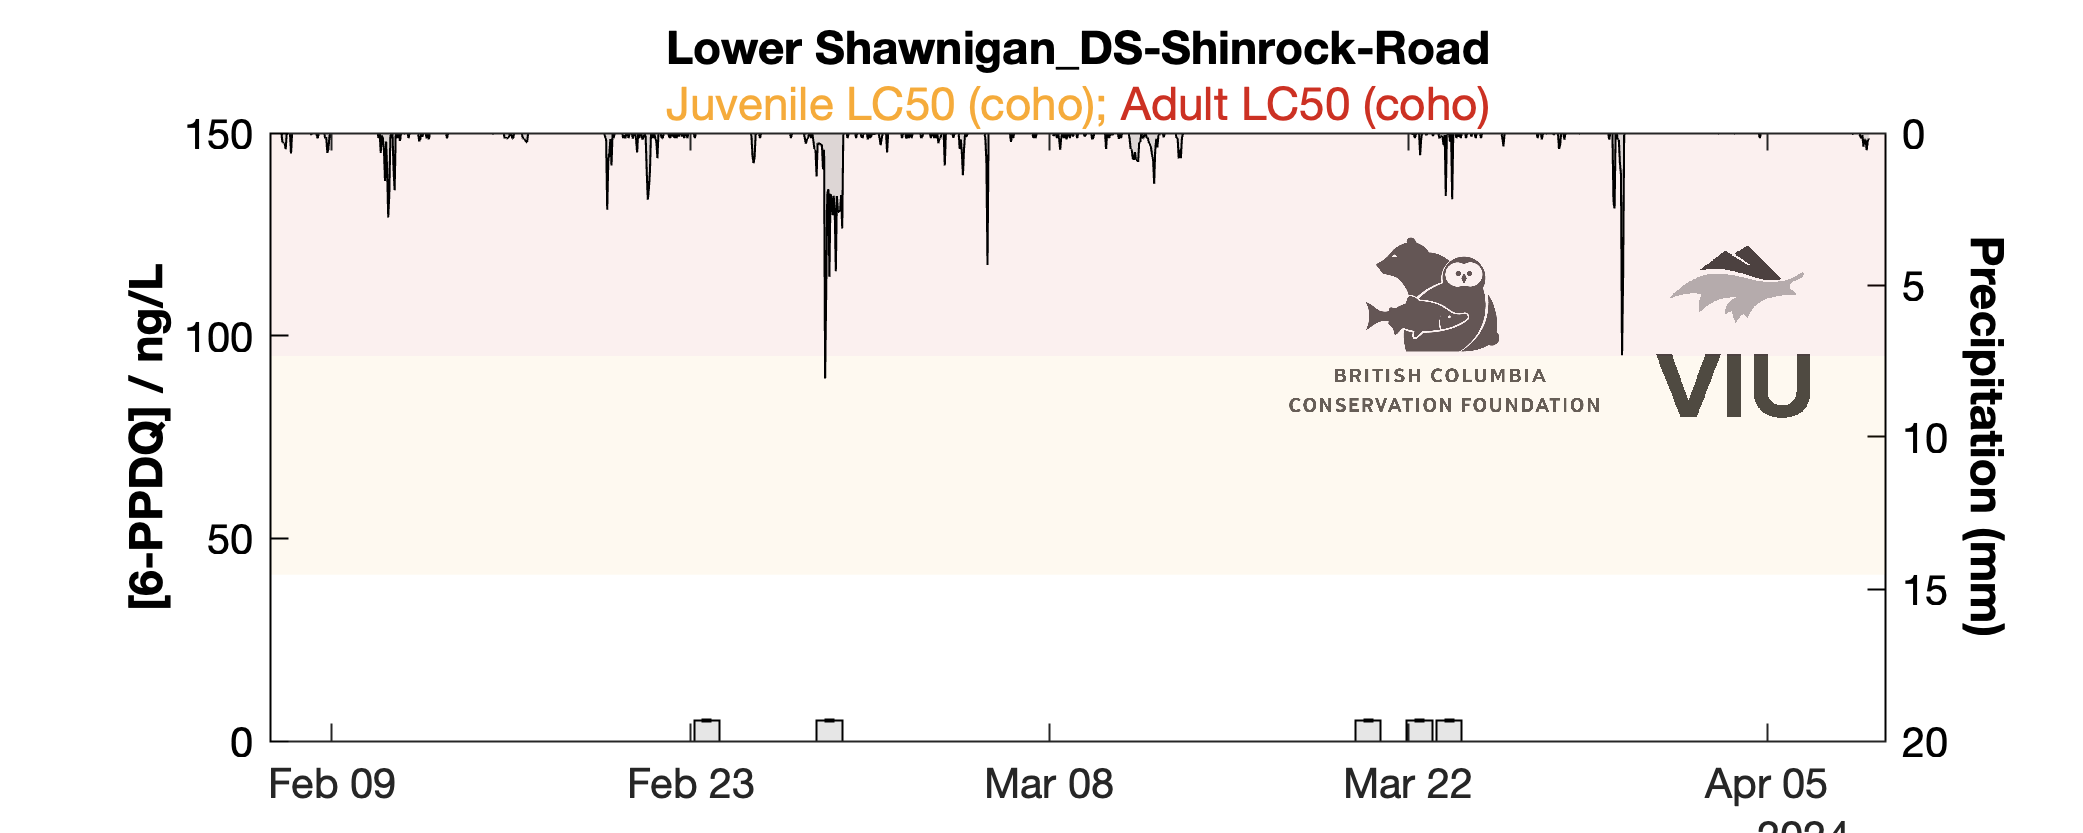 Lower Shawnigan_DS-Shinrock-Road
Juvenile LC50 (coho); Adult LC50 (coho)
150
100
50
0
[6-PPDQ] / ng/L
0
5
10
15
20
Precipitation (mm)
BRITISH COLUMBIA
CONSERVATION FOUNDATION
VIU
Feb 09
Feb 23
Mar 08
Mar 22
Apr 05
2024